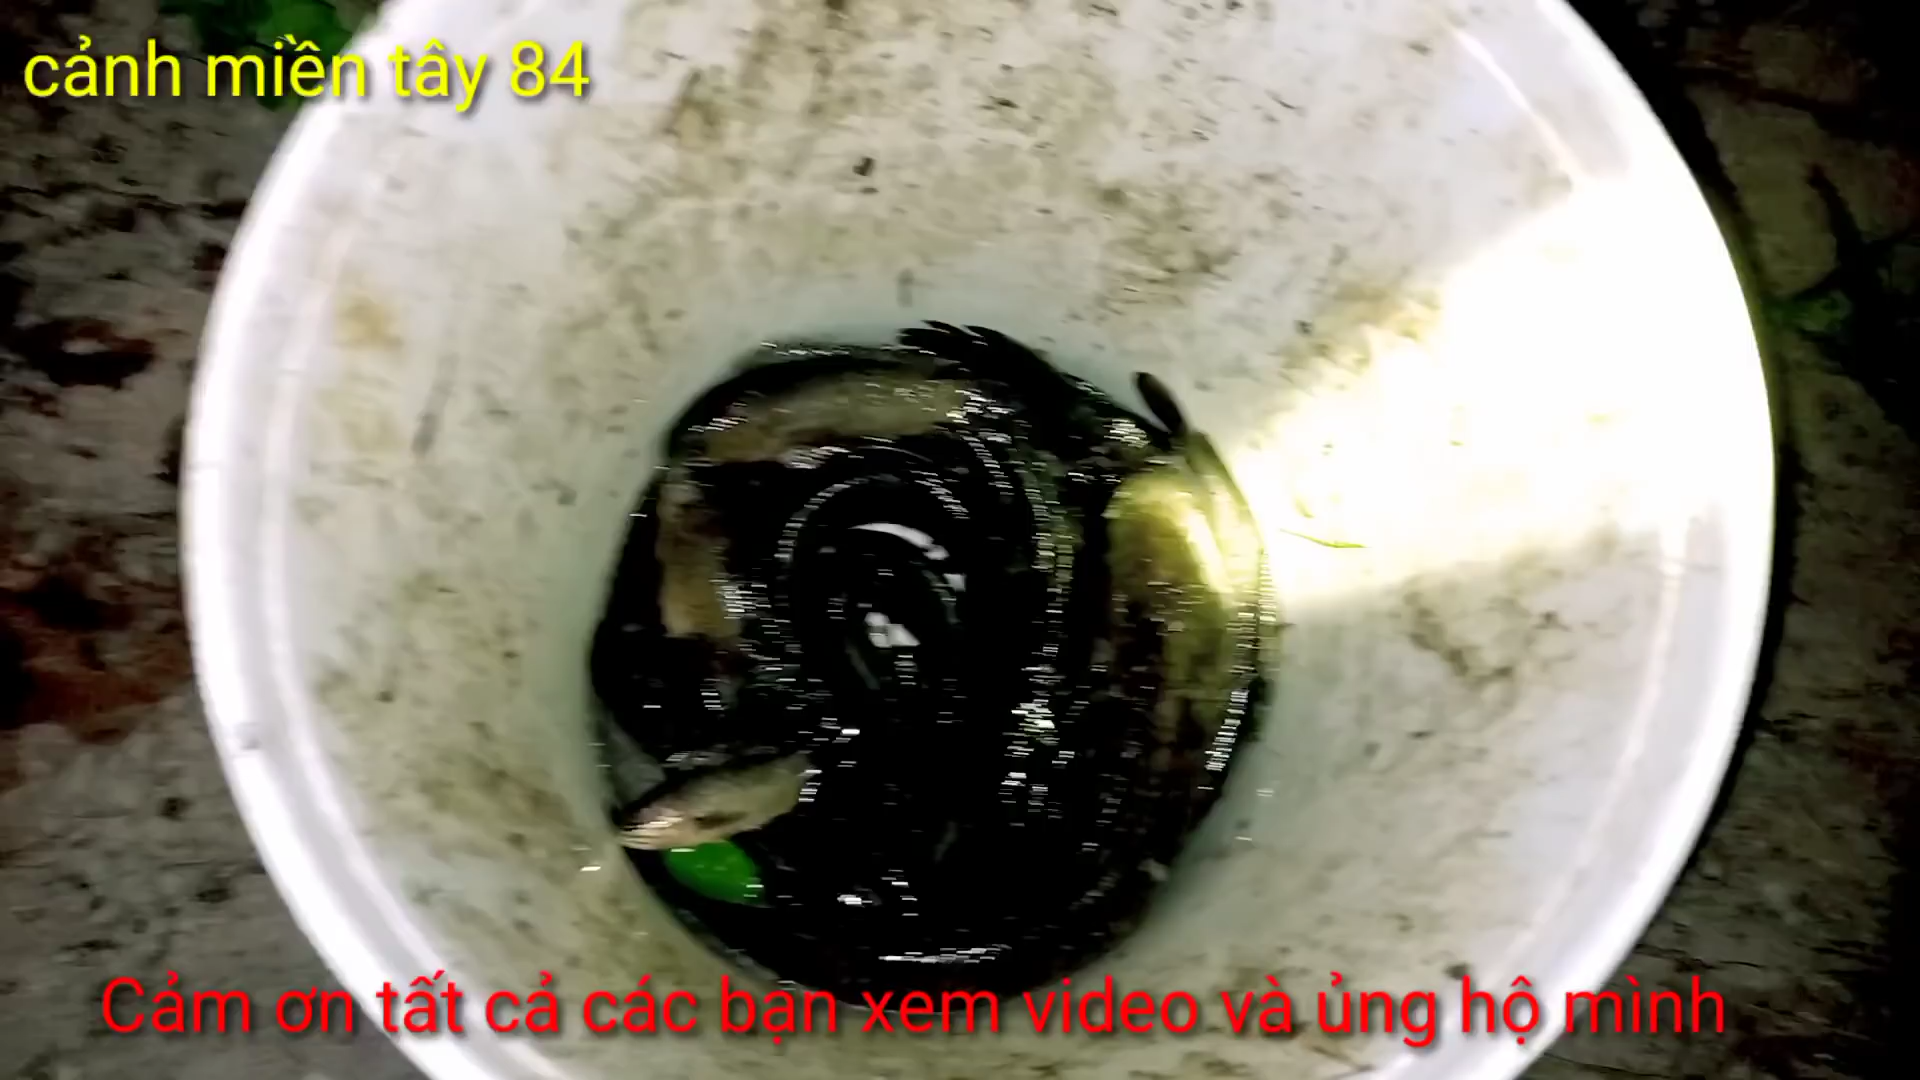 cảnh miền tây 84
Cảm ơn tất cả các bạn xem video và ủng hộ mình